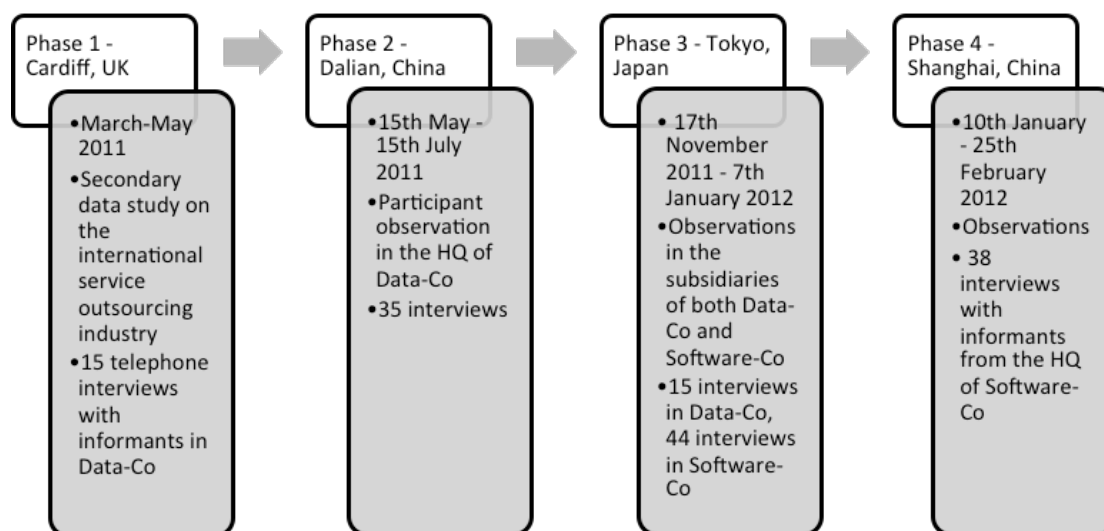 Phase 1 -
Cardiff, UK
•March-May
2011
•Secondary
data study on
the
international
service
outsourcing
industry
•15 telephone
interviews
with
informants in
Data-Co
Phase 2 -
Dalian, China
•15th May -
15th July
2011
•Participant
observation
in the HQ of
Data-Co
•35 interviews
Phase 3 - Tokyo,
Japan
• 17th
November
2011 - 7th
January 2012
•Observations
in the
subsidiaries
of both Data-
Co and
Software-Co
•15 interviews
in Data-Co,
44 interviews
in Software-
Co
Phase 4 -
Shanghai, China
•10th January
- 25th
February
2012
•Observations
• 38
interviews
with
informants
from the HQ
of Software-
Co